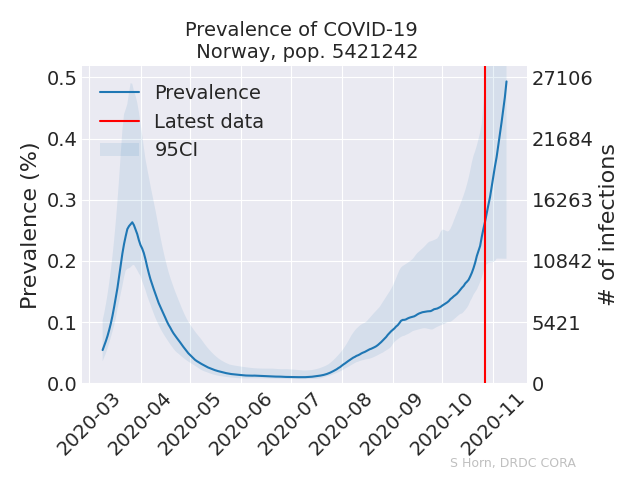 Prevalence of COVID-19
Norway, pop. 5421242
Prevalence (%)
0.5
0.4
0.3
0.2
0.1
0.0
Prevalence
Latest data
95CI
27106
21684
16263
10842
5421
0
# of infections
2020-03
2020-04
2020-05
2020-06
2020-07
2020-08
2020-09
2020-10
2020-11
S Horn, DRDC CORA